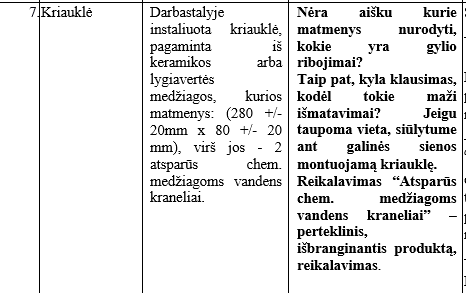 7. Kriauklė
Darbastalyje
instaliuota kriauklė,
pagaminta iš
keramikos arba
lygiavertės
medžiagos, kurios
matmenys: (280 +/-
20mm x 80 +/- 20
mm), virš jos - 2
atsparūs chem.
medžiagoms vandens
kraneliai.
Nėra aišku kurie
matmenys nurodyti,
kokie yra gylio
ribojimai?
Taip pat, kyla klausimas,
kodėl tokie maži
išmatavimai? Jeigu
taupoma vieta, siūlytume
ant galinės sienos
montuojamą kriauklę.
Reikalavimas “Atsparūs
chem. medžiagoms
vandens kraneliai” –
perteklinis,
išbranginantis produktą,
reikalavimas.